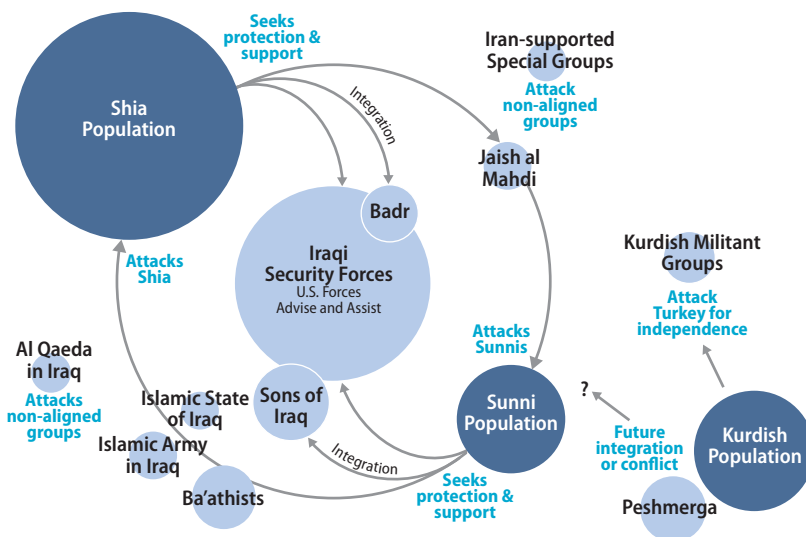 Seeks
protection &
support
Iran-supported
Special Groups
Attack
non-aligned
groups
Shia
Population
Integration
Jaish al
Mahdi
Badr
Iraqi
Security Forces
U.S. Forces
Advise and Assist
Kurdish Militant
Groups
Attacks
Shia
Attack
Turkey for
independence
Attacks
Sunnis
Al Qaeda
in Iraq
Attacks
non-aligned
groups
Islamic State
of Iraq
Sons of
Iraq
Sunni
Population
?
Islamic Army
in Iraq
Integration
Future
integration
or conflict
Kurdish
Population
Ba'athists
Seeks
protection &
support
Peshmerga